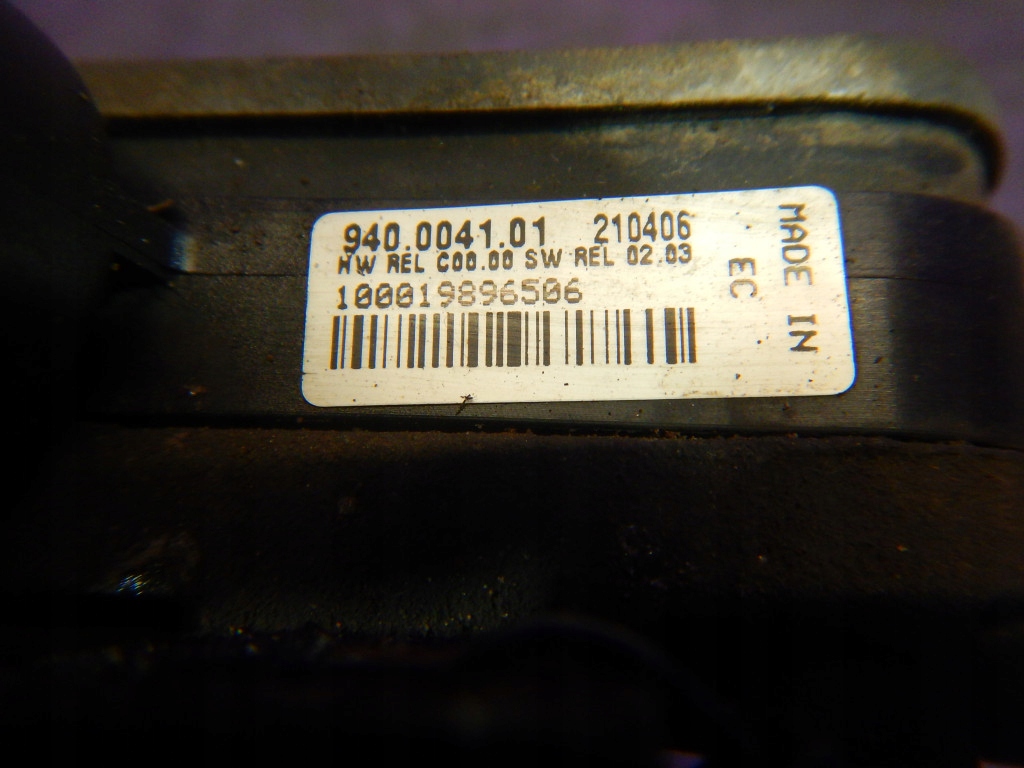 940.0041.01 210406
HW REL C00.00 SW REL 02.03
100019896506
MADE IN
EC